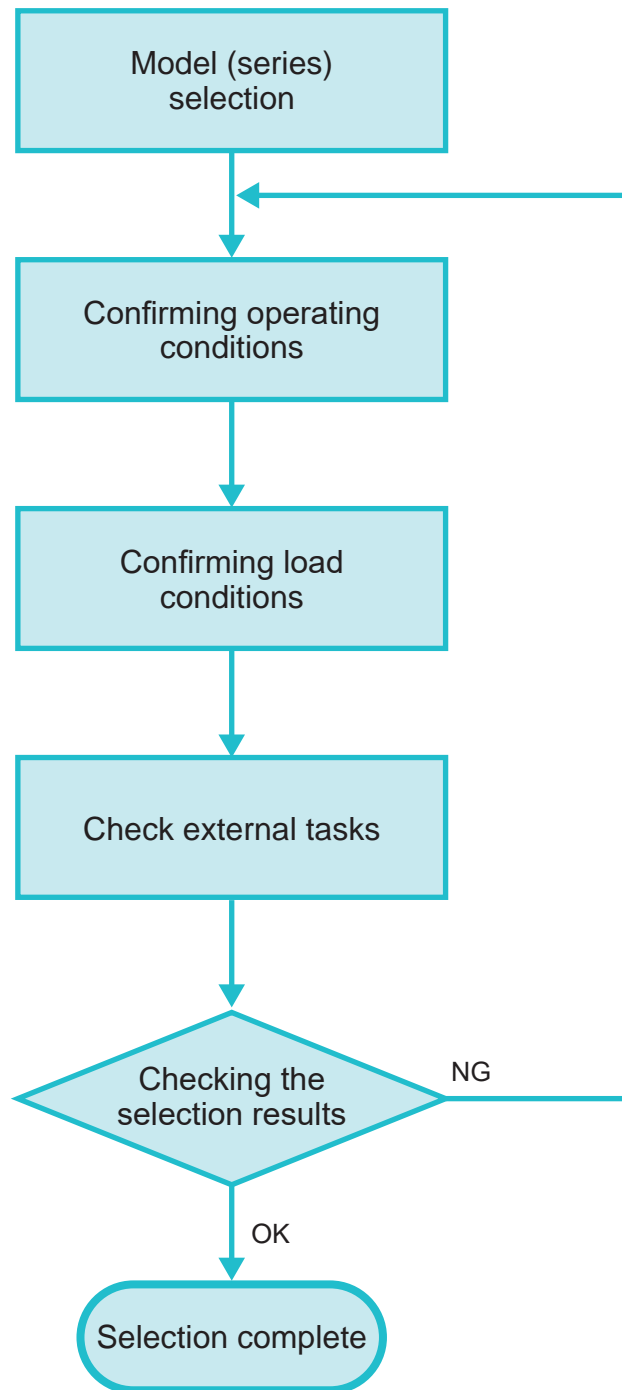 Model (series)
selection
Confirming operating
conditions
Confirming load
conditions
Check external tasks
Checking the
selection results
NG
OK
Selection complete